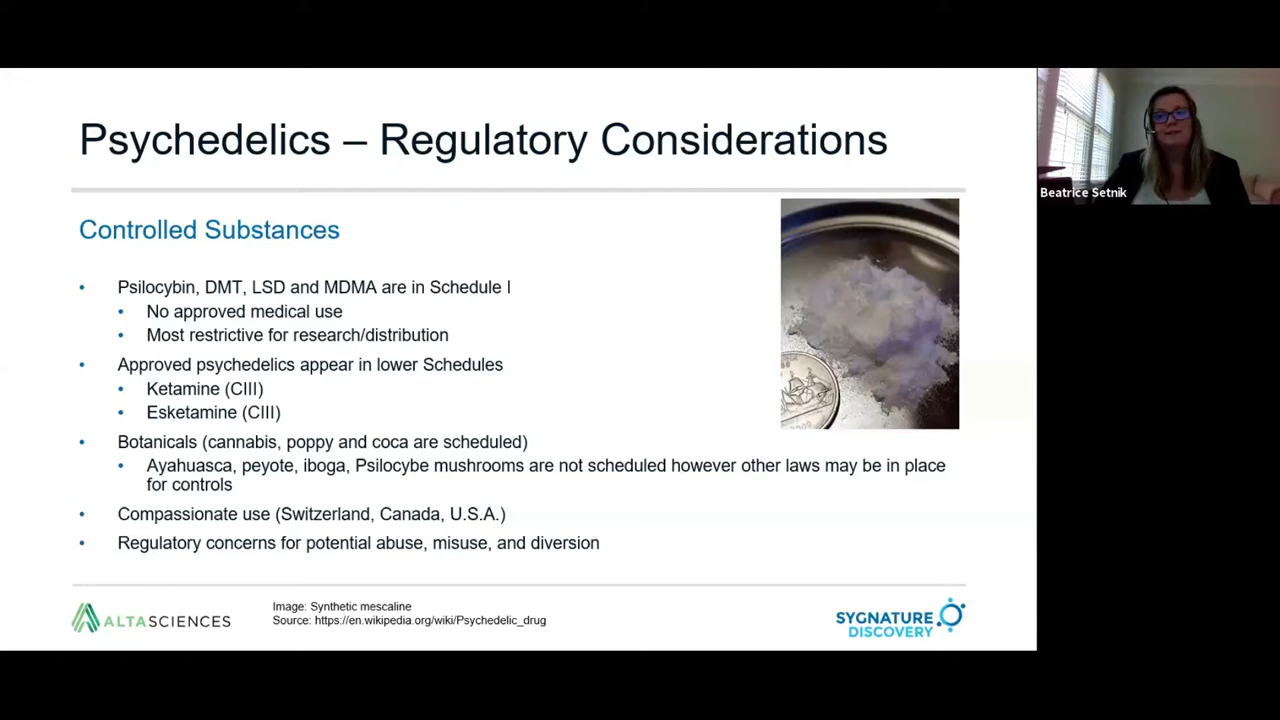 Psychedelics – Regulatory Considerations
Controlled Substances
• Psilocybin, DMT, LSD and MDMA are in Schedule I
• No approved medical use
• Most restrictive for research/distribution
• Approved psychedelics appear in lower Schedules
• Ketamine (CIII)
• Esketamine (CIII)
• Botanicals (cannabis, poppy and coca are scheduled)
• Ayahuasca, peyote, iboga, Psilocybe mushrooms are not scheduled however other laws may be in place
for controls
• Compassionate use (Switzerland, Canada, U.S.A.)
• Regulatory concerns for potential abuse, misuse, and diversion
ALTASCIENCES
Image: Synthetic mescaline
Source: https://en.wikipedia.org/wiki/Psychedelic_drug
SYGNATURE
DISCOVERY
Beatrice Setnik